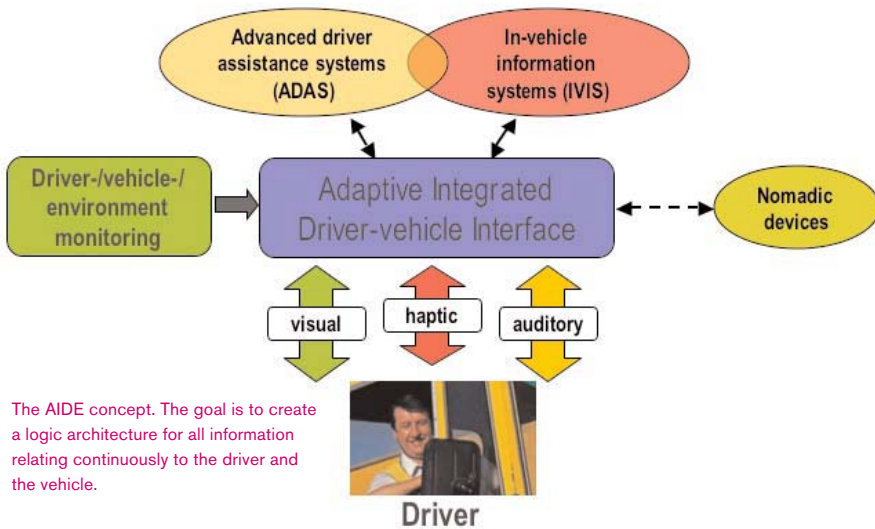 Advanced driver
assistance systems
(ADAS)
In-vehicle
information
systems (IVIS)
Driver-/vehicle-/
environment
monitoring
Adaptive Integrated
Driver-vehicle Interface
Nomadic
devices
visual
haptic
auditory
The AIDE concept. The goal is to create
a logic architecture for all information
relating continuously to the driver and
the vehicle.
Driver